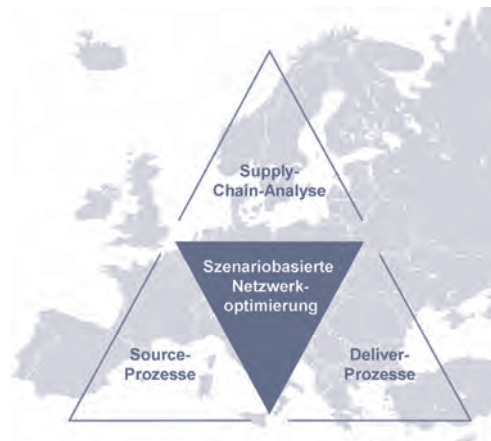 Supply-
Chain-Analyse
Szenariobasierte
Netzwerk-
optimierung
Source-
Prozesse
Deliver-
Prozesse